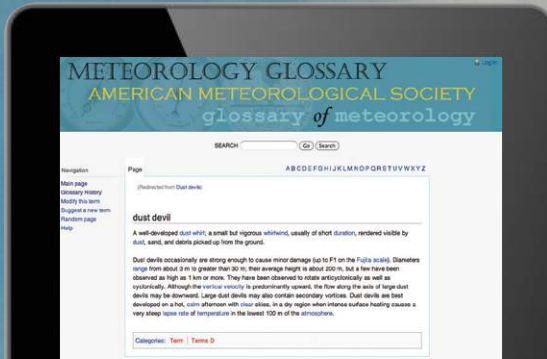 METEOROLOGY GLOSSARY
Log in
AMERICAN METEOROLOGICAL SOCIETY
glossary of meteorology
SEARCH Go Search
Navigation
Main page
Glossary History
Modify this term
Suggest a new term
Random page
Help
Page
A B C D E F G H I J K L M N O P Q R S T U V W X Y Z
(Redirected from Dust devils)
dust devil
A well-developed dust whirl; a small but vigorous whirlwind, usually of short duration, rendered visible by
dust, sand, and debris picked up from the ground.
Dust devils occasionally are strong enough to cause minor damage (up to F1 on the Fujita scale). Diameters
range from about 3 m to greater than 30 m; their average height is about 200 m, but a few have been
observed as high as 1 km or more. They have been observed to rotate anticyclonically as well as
cyclonically. Although the vertical velocity is predominantly upward, the flow along the axis of large dust
devils may be downward. Large dust devils may also contain secondary vortices. Dust devils are best
developed on a hot, calm afternoon with clear skies, in a dry region when intense surface heating causes a
very steep lapse rate of temperature in the lowest 100 m of the atmosphere.
Categories: Term | Terms D